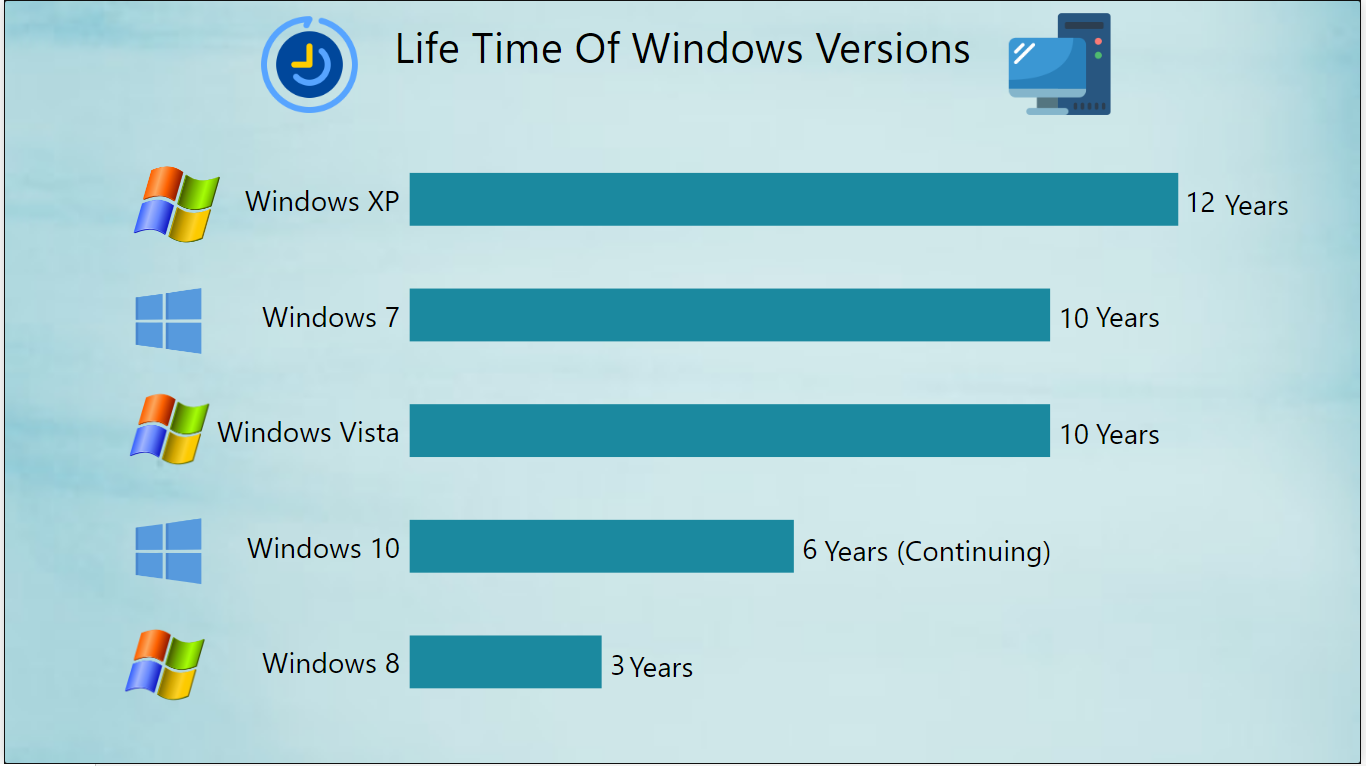 Life Time Of Windows Versions
Windows XP 12 Years
Windows 7 10 Years
Windows Vista 10 Years
Windows 10 6 Years (Continuing)
Windows 8 3 Years